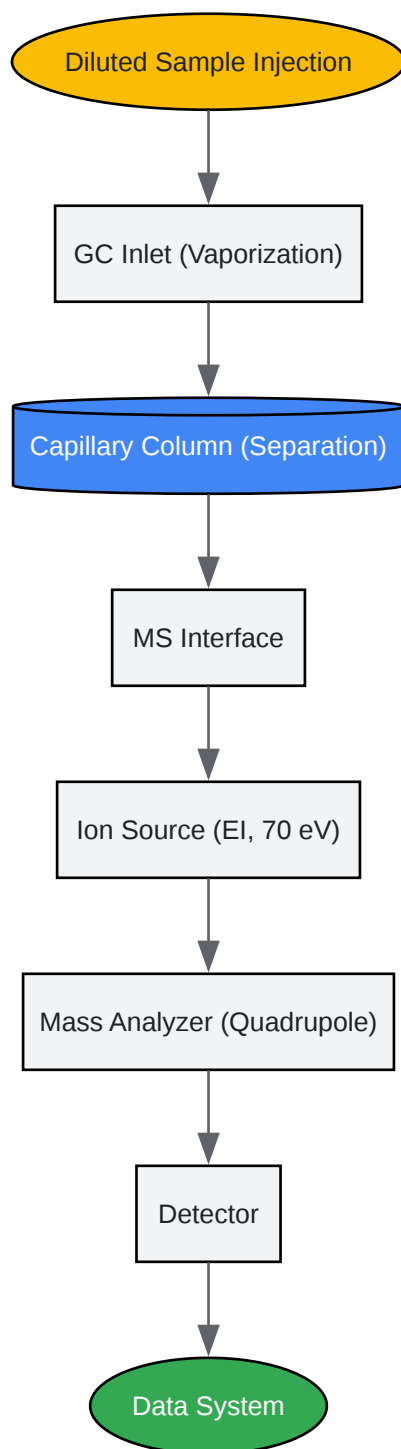 Diluted Sample Injection
GC Inlet (Vaporization)
Capillary Column (Separation)
MS Interface
Ion Source (EI, 70 eV)
Mass Analyzer (Quadrupole)
Detector
Data System